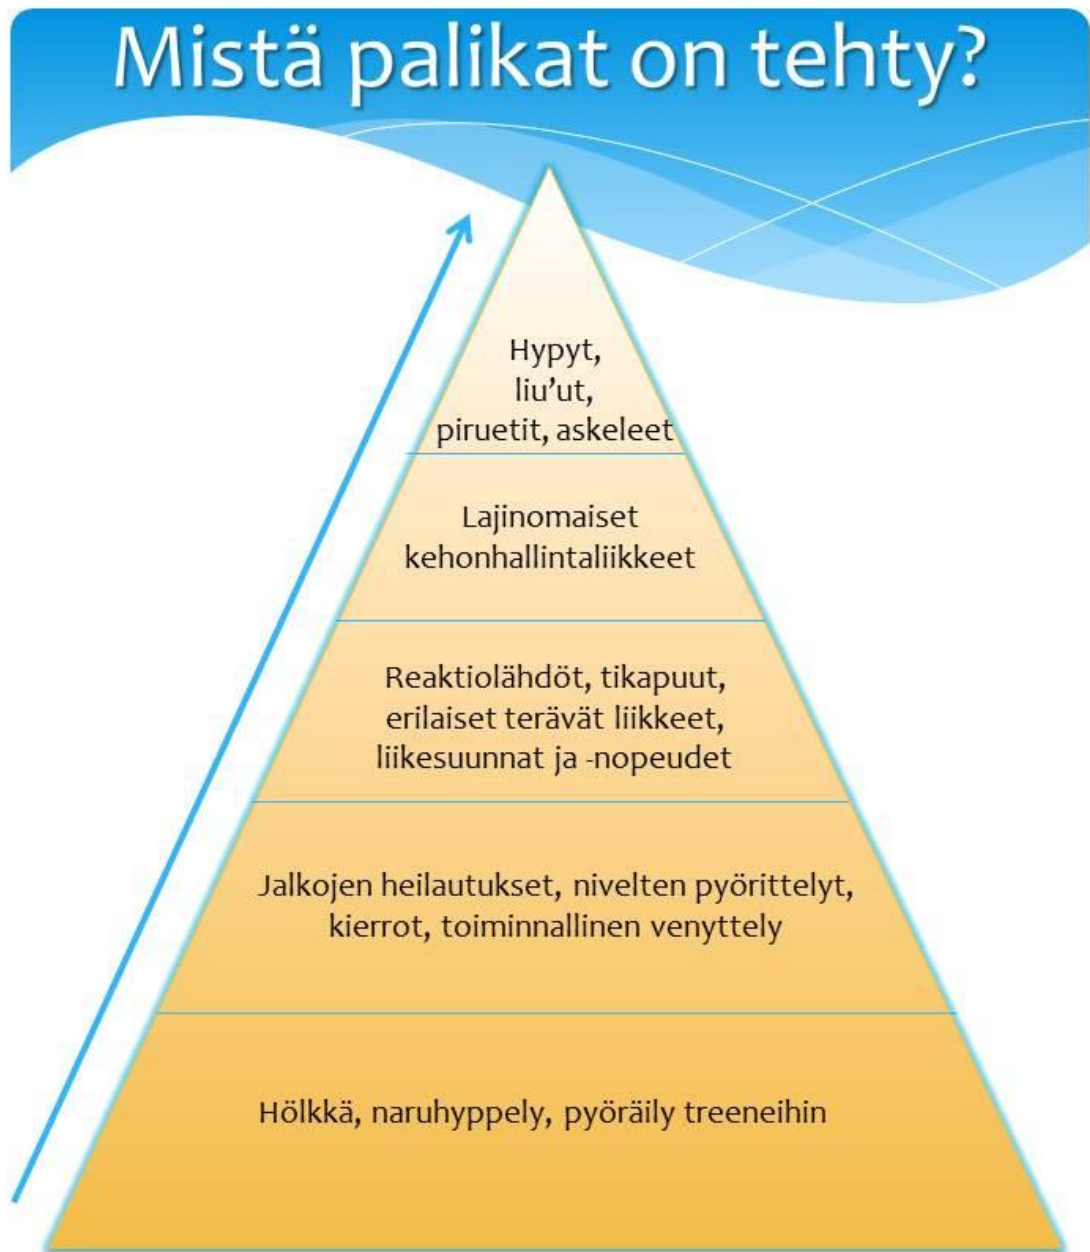 Mistä palikat on tehty?
Hypyt,
liu’ut,
piruetit, askeleet
Lajinomaiset
kehonhallintaliikkeet
Reaktiolähdöt, tikapuut,
erilaiset terävät liikkeet,
liikesuunnat ja -nopeudet
Jalkojen heilautukset, nivelten pyörittelyt,
kierrot, toiminnallinen venyttely
Hölkkä, naruhyppely, pyöräily treeneihin